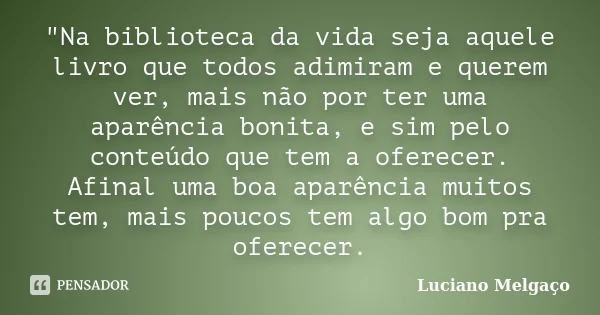 "Na biblioteca da vida seja aquele
livro que todos adimiram e querem
ver, mais não por ter uma
aparência bonita, e sim pelo
conteúdo que tem a oferecer.
Afinal uma boa aparência muitos
tem, mais poucos tem algo bom pra
oferecer.
PENSADOR
Luciano Melgaço